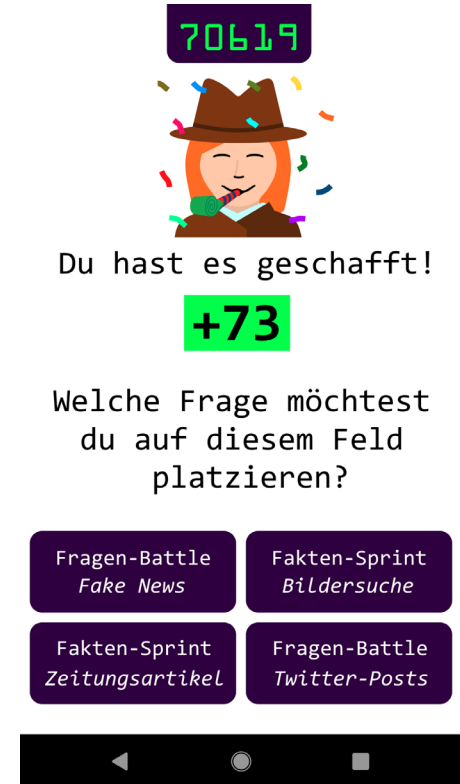 70619
Du hast es geschafft!
+73
Welche Frage möchtest
du auf diesem Feld
platzieren?
Fragen-Battle
Fake News
Fakten-Sprint
Bildersuche
Fakten-Sprint
Zeitungsartikel
Fragen-Battle
Twitter-Posts